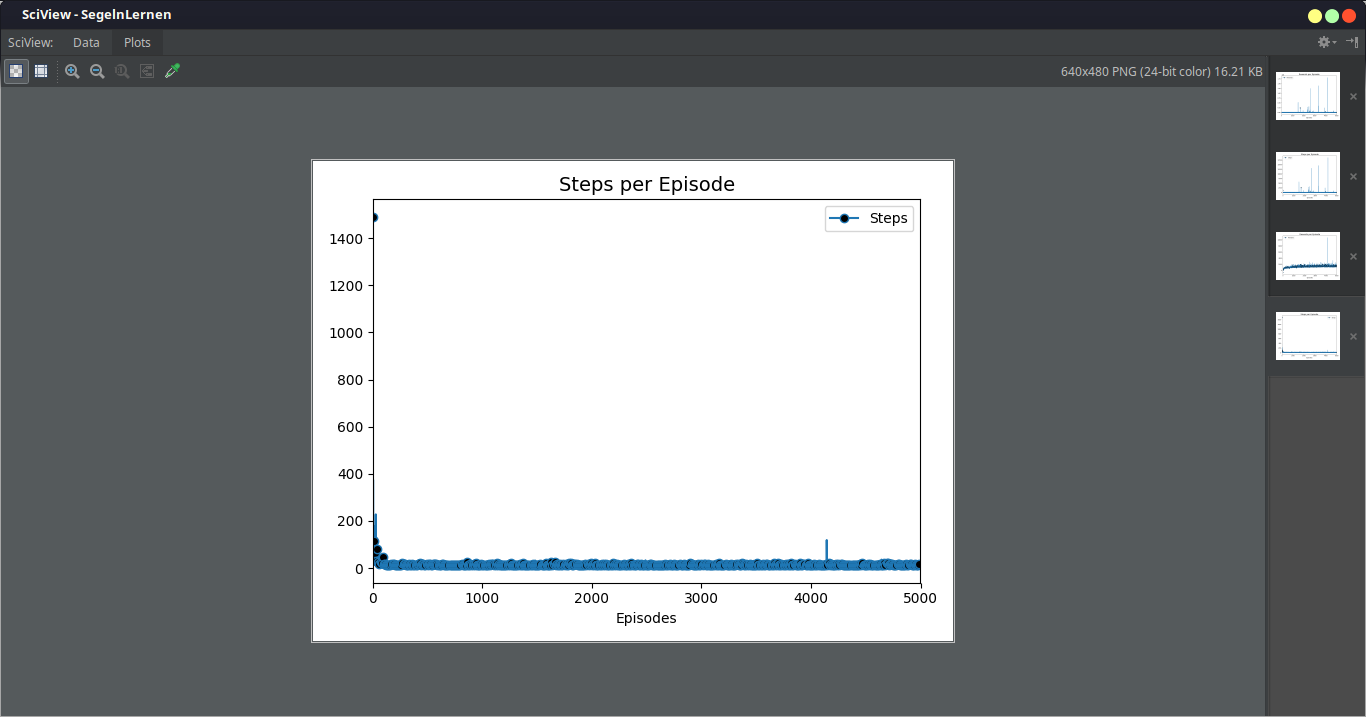 SciView - SegelnLernen
SciView: Data Plots
640x480 PNG (24-bit color) 16.21 KB
Steps per Episode
Steps
1400
1200
1000
800
600
400
200
0
0 1000 2000 3000 4000 5000
Episodes